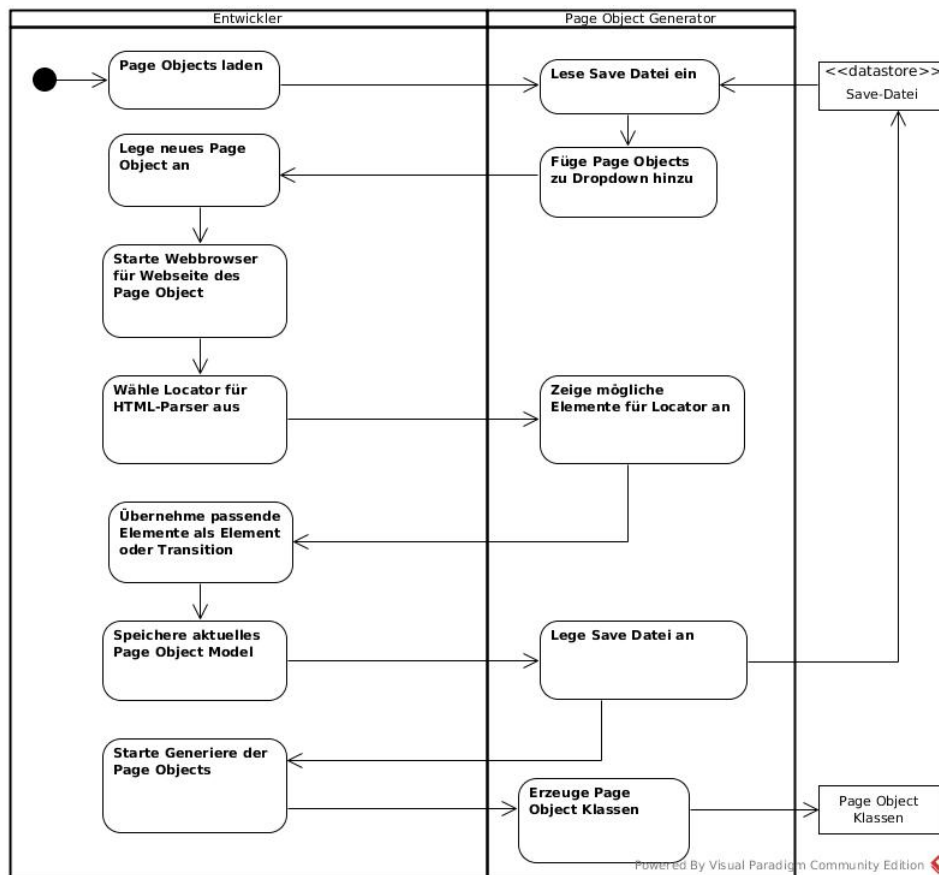 Entwickler
Page Object Generator
Page Objects laden
Lese Save Datei ein
<<datastore>>
Save-Datei
Lege neues Page
Object an
Füge Page Objects
zu Dropdown hinzu
Starte Webbrowser
für Webseite des
Page Object
Wähle Locator für
HTML-Parser aus
Zeige mögliche
Elemente für Locator an
Übernehme passende
Elemente als Element
oder Transition
Speichere aktuelles
Page Object Model
Lege Save Datei an
Starte Generiere der
Page Objects
Erzeuge Page
Object Klassen
Page Object
Klassen
Powered By Visual Paradigm Community Edition